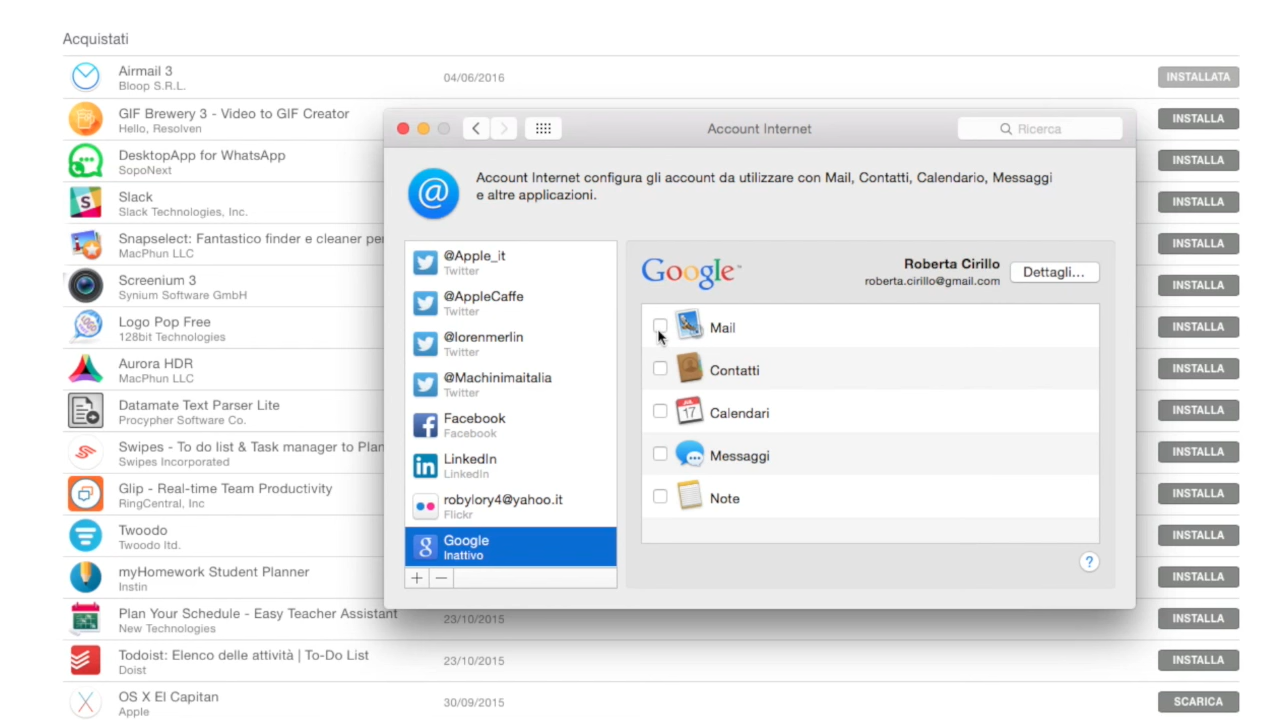 Acquistati
Airmail 3
Bloop S.R.L.
04/06/2016
INSTALLATA
GIF Brewery 3 - Video to GIF Creator
Hello, Resolven
INSTALLA
DesktopApp for WhatsApp
SopoNext
INSTALLA
Slack
Slack Technologies, Inc.
INSTALLA
Snapselect: Fantastico finder e cleaner per
MacPhun LLC
INSTALLA
Screenium 3
Synium Software GmbH
INSTALLA
Logo Pop Free
128bit Technologies
INSTALLA
Aurora HDR
MacPhun LLC
INSTALLA
Datamate Text Parser Lite
Procypher Software Co.
INSTALLA
Swipes - To do list & Task manager to Plan
Swipes Incorporated
INSTALLA
Glip - Real-time Team Productivity
RingCentral, Inc
INSTALLA
Twoodo
Twoodo ltd.
INSTALLA
myHomework Student Planner
Instin
INSTALLA
Plan Your Schedule - Easy Teacher Assistant
New Technologies
23/10/2015
INSTALLA
Todoist: Elenco delle attività | To-Do List
Doist
23/10/2015
INSTALLA
OS X El Capitan
Apple
30/09/2015
SCARICA
Account Internet
Ricerca
@
Account Internet configura gli account da utilizzare con Mail, Contatti, Calendario, Messaggi
e altre applicazioni.
@Apple_it
Twitter
@AppleCaffe
Twitter
@lorenmerlin
Twitter
@Machinimaitalia
Twitter
Facebook
Facebook
LinkedIn
LinkedIn
robylory4@yahoo.it
Flickr
Google
Inattivo
+ −
Google™
Roberta Cirillo
roberta.cirillo@gmail.com
Dettagli...
Mail
Contatti
17
Calendari
Messaggi
Note
?